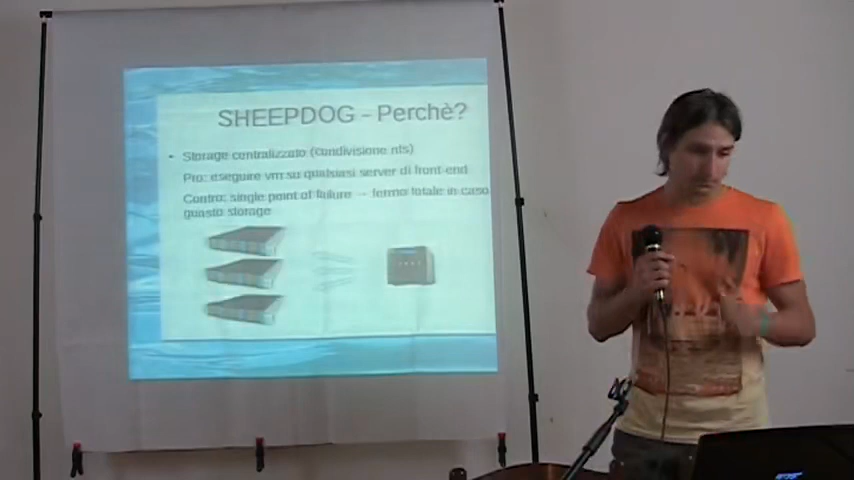 SHEEPDOG – Perchè?
• Storage centralizzato (condivisione nfs)
Pro: eseguire vm su qualsiasi server di front-end
Contro: single point of failure → fermo totale in caso
guasto storage